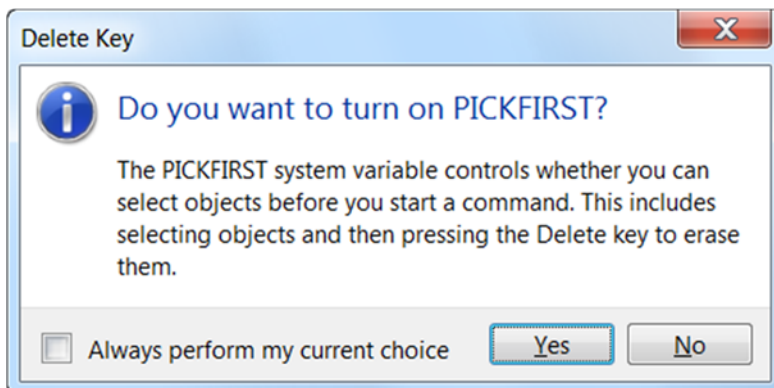 Delete Key
Do you want to turn on PICKFIRST?
The PICKFIRST system variable controls whether you can
select objects before you start a command. This includes
selecting objects and then pressing the Delete key to erase
them.
Always perform my current choice
Yes
No